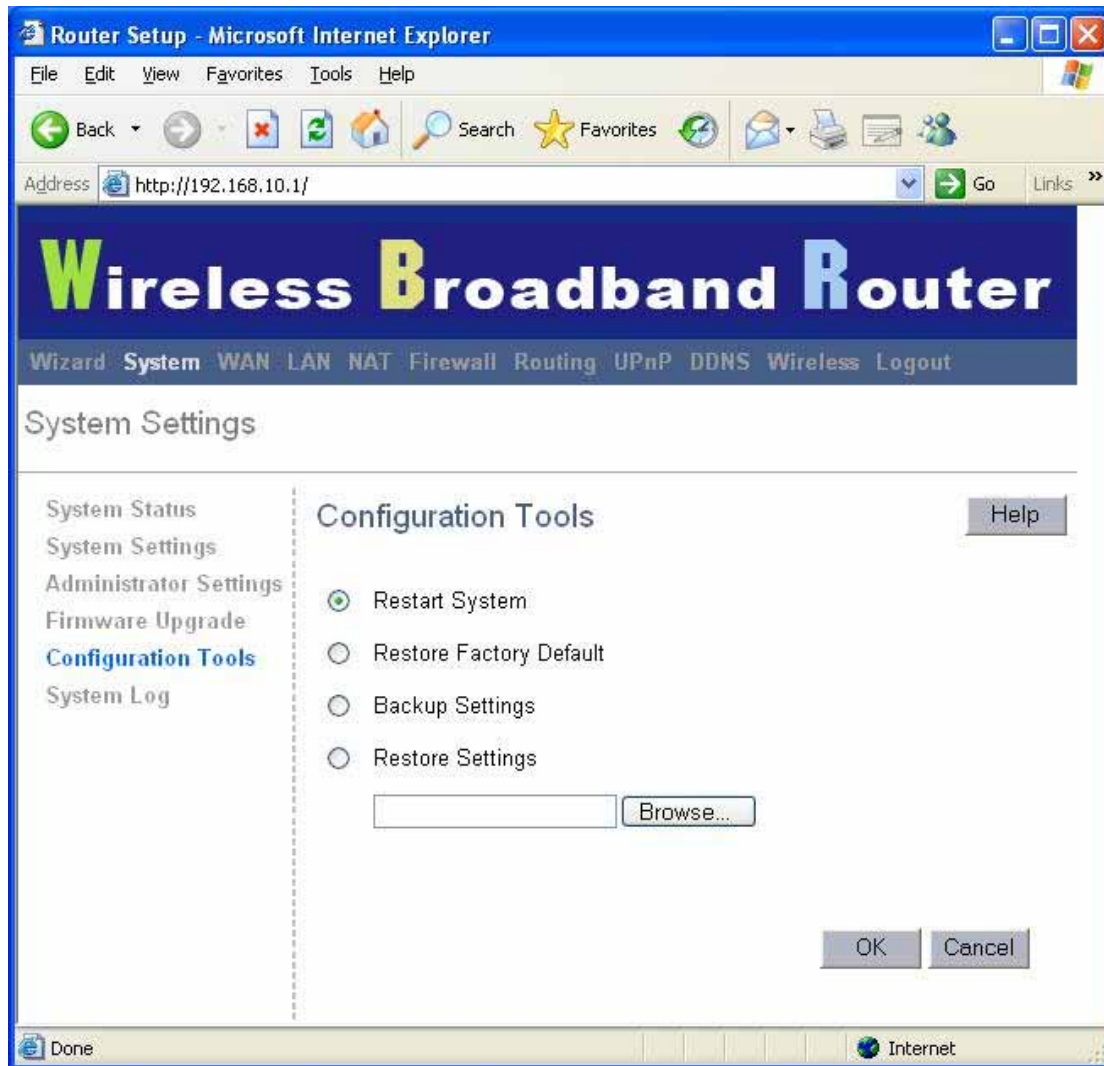 Router Setup - Microsoft Internet Explorer
File Edit View Favorites Tools Help
Back Search Favorites
Address http://192.168.10.1/ Go Links »
Wireless Broadband Router
Wizard System WAN LAN NAT Firewall Routing UPnP DDNS Wireless Logout
System Settings
System Status
System Settings
Administrator Settings
Firmware Upgrade
Configuration Tools
System Log
Configuration Tools
Help
Restart System
Restore Factory Default
Backup Settings
Restore Settings
Browse...
OK Cancel
Done Internet